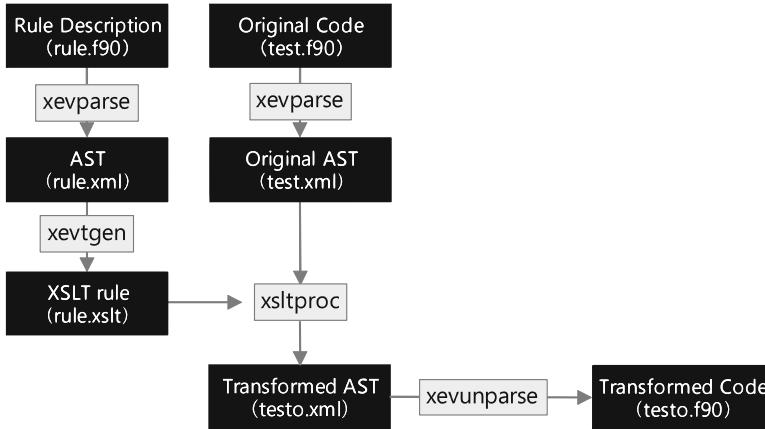 Rule Description
(rule.f90)
Original Code
(test.f90)
xevparse
xevparse
AST
(rule.xml)
Original AST
(test.xml)
xevtgen
XSLT rule
(rule.xslt)
xsltproc
Transformed AST
(testo.xml)
xevunparse
Transformed Code
(testo.f90)